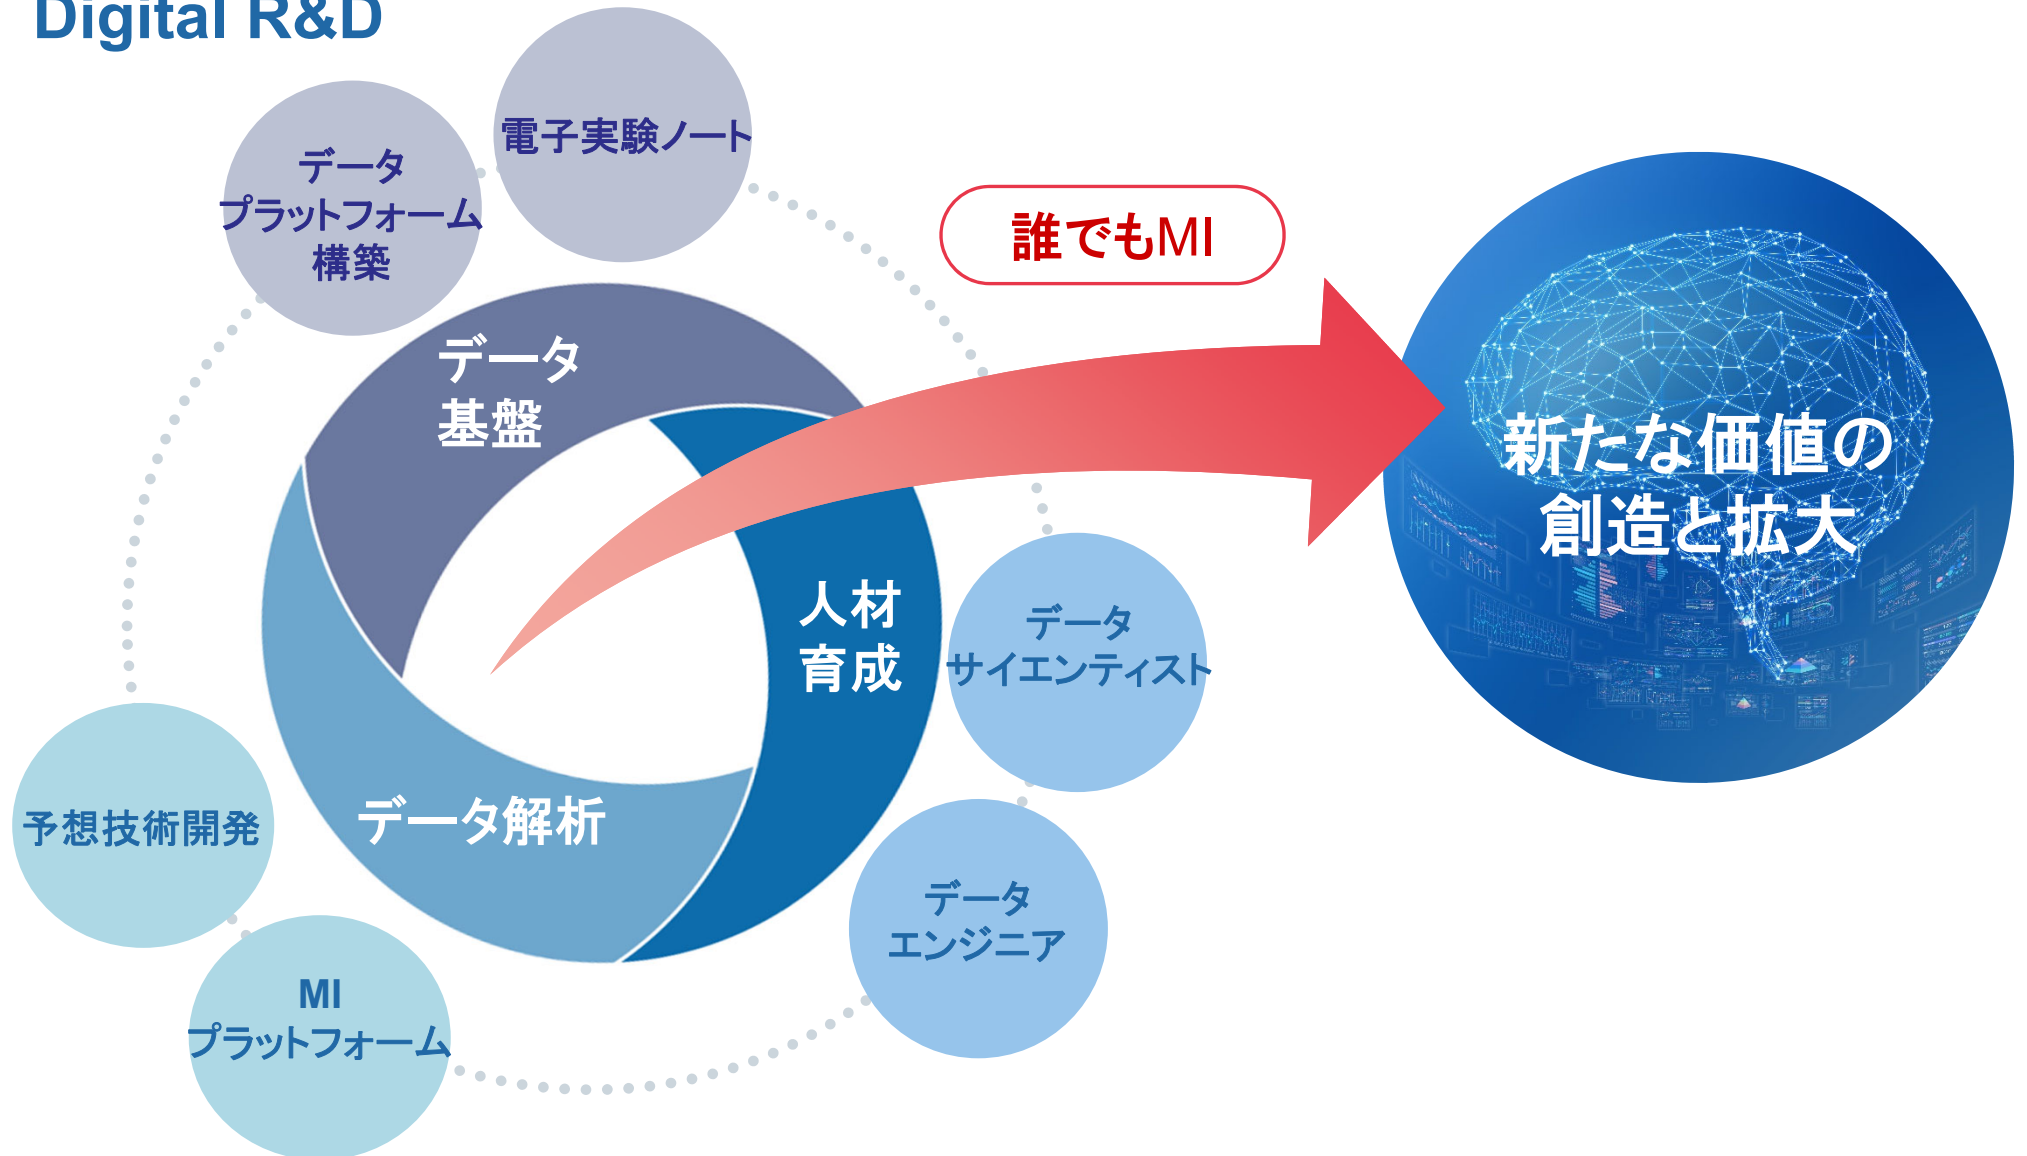 Digital R&D
電子実験ノート
データ
プラットフォーム
構築
誰でもMI
データ
基盤
新たな価値の
創造と拡大
人材
育成
データ
サイエンティスト
データ解析
予想技術開発
データ
エンジニア
MI
プラットフォーム